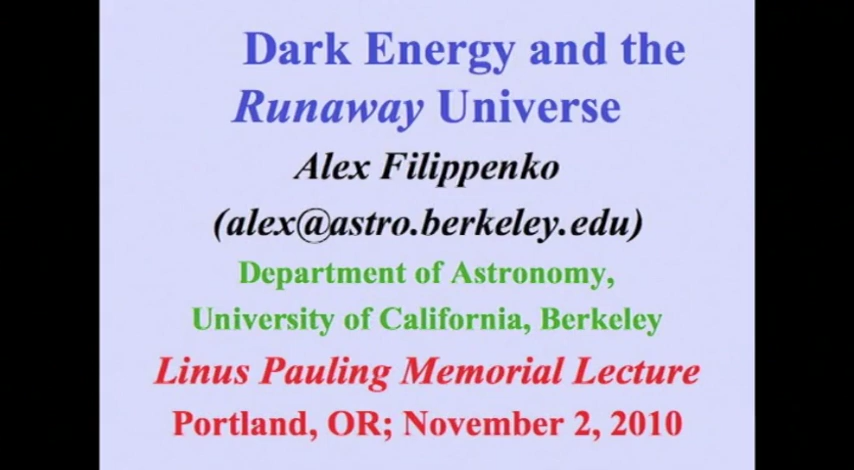 Dark Energy and the
Runaway Universe
Alex Filippenko
(alex@astro.berkeley.edu)
Department of Astronomy,
University of California, Berkeley
Linus Pauling Memorial Lecture
Portland, OR; November 2, 2010